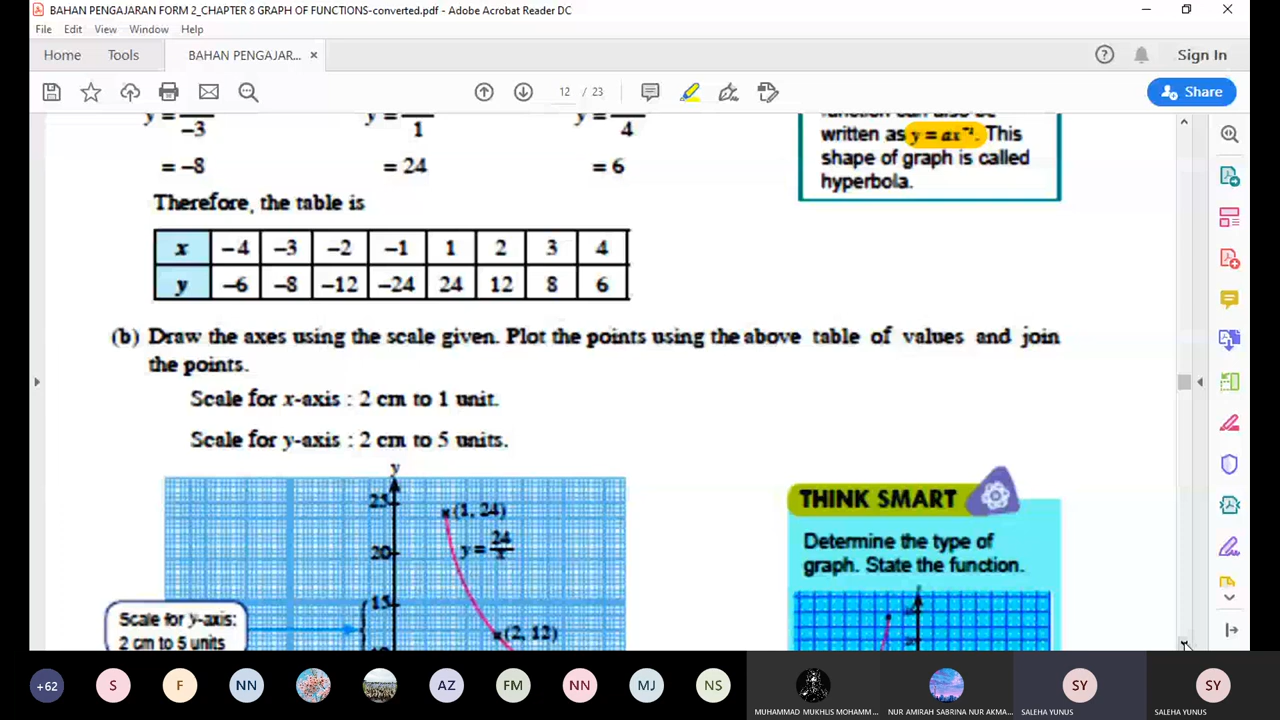 BAHAN PENGAJARAN FORM 2_CHAPTER 8 GRAPH OF FUNCTIONS-converted.pdf - Adobe Acrobat Reader DC
File Edit View Window Help
Home Tools BAHAN PENGAJAR... × Sign In
12 / 23 Share
y = y = y =
-3 1 4
= -8 = 24 = 6
function can also be
written as y = ax⁻¹. This
shape of graph is called
hyperbola.
Therefore, the table is
x -4 -3 -2 -1 1 2 3 4
y -6 -8 -12 -24 24 12 8 6
(b) Draw the axes using the scale given. Plot the points using the above table of values and join
the points.
Scale for x-axis : 2 cm to 1 unit.
Scale for y-axis : 2 cm to 5 units.
y
25
(1, 24)
y = 24/x
20
15
(2, 12)
Scale for y-axis:
2 cm to 5 units
THINK SMART
Determine the type of
graph. State the function.
+62 S F NN AZ FM NN MJ NS SY SY
MUHAMMAD MUKHLIS MOHAMM... NUR AMIRAH SABRINA NUR AKMA... SALEHA YUNUS SALEHA YUNUS